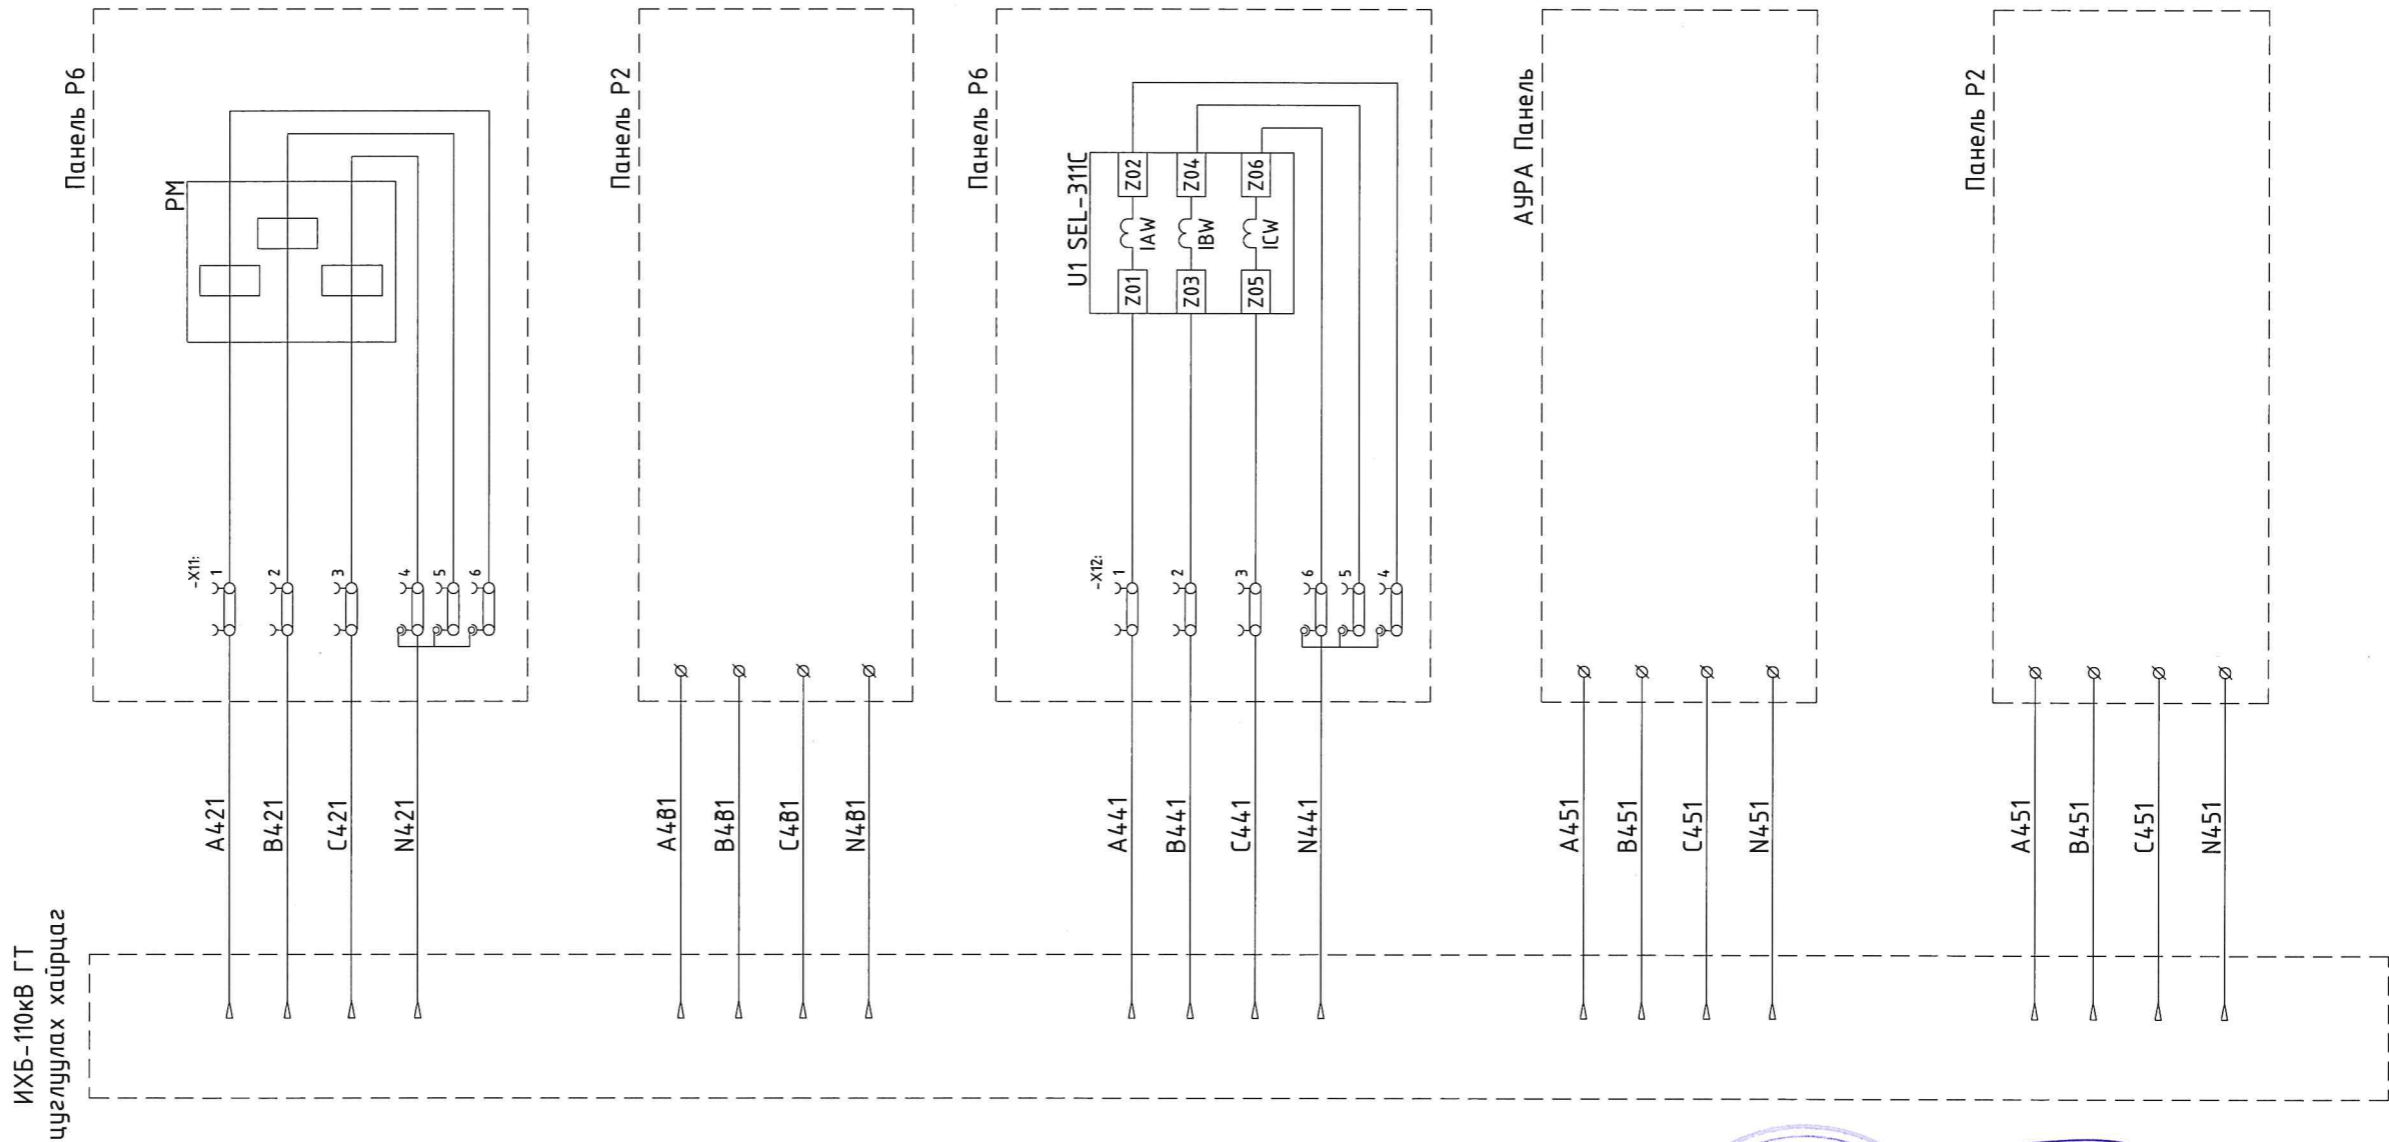 ИХБ-110кВ ГТ
цуглуулах хайрцаг
Панель Р6
РМ
-X11:
1
2
3
4
5
6
A421
B421
C421
N421
Панель Р2
A4B1
B4B1
C4B1
N4B1
Панель Р6
U1 SEL-311C
Z02
Z04
Z06
IAW
IBW
ICW
Z01
Z03
Z05
-X12:
1
2
3
6
5
4
A441
B441
C441
N441
АУРА Панель
A451
B451
C451
N451
Панель Р2
A451
B451
C451
N451